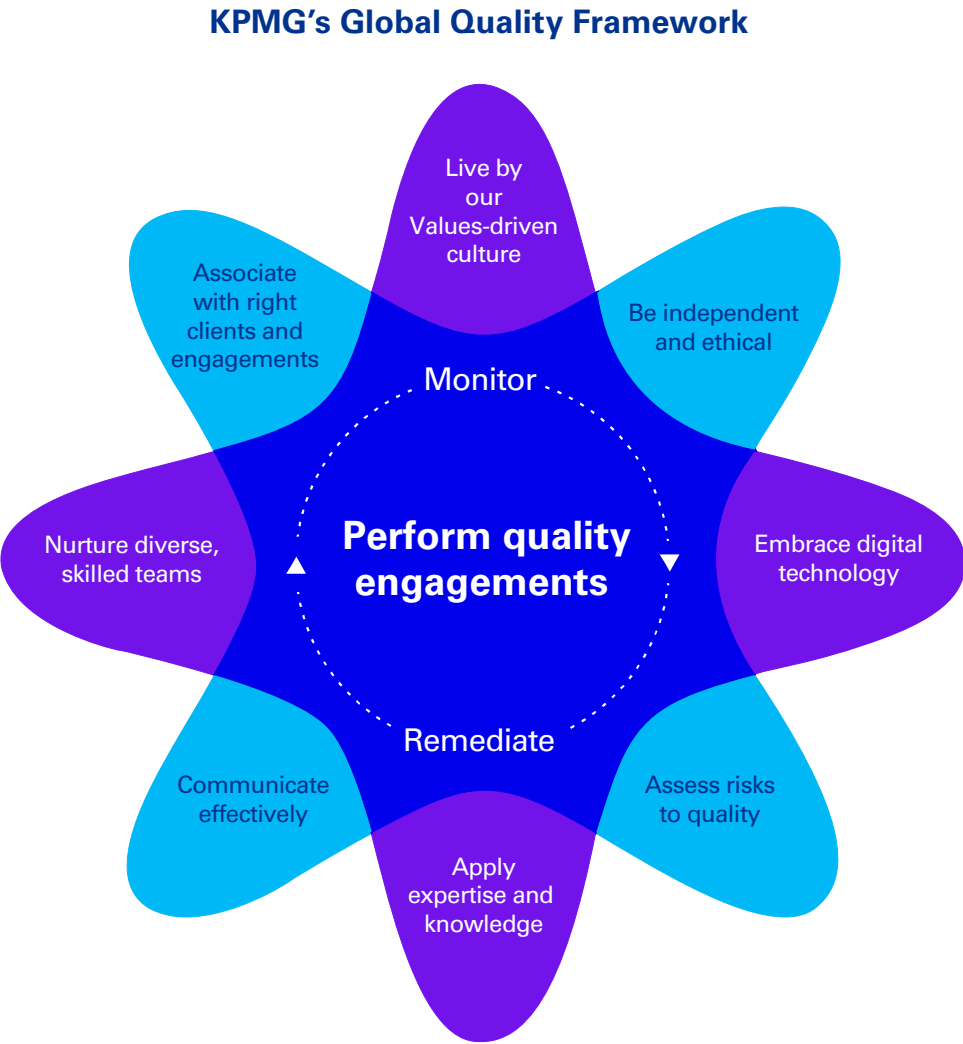 KPMG’s Global Quality Framework
Live by
our
Values-driven
culture
Associate
with right
clients and
engagements
Be independent
and ethical
Monitor
Nurture diverse,
skilled teams
Perform quality
engagements
Embrace digital
technology
Remediate
Communicate
effectively
Assess risks
to quality
Apply
expertise and
knowledge